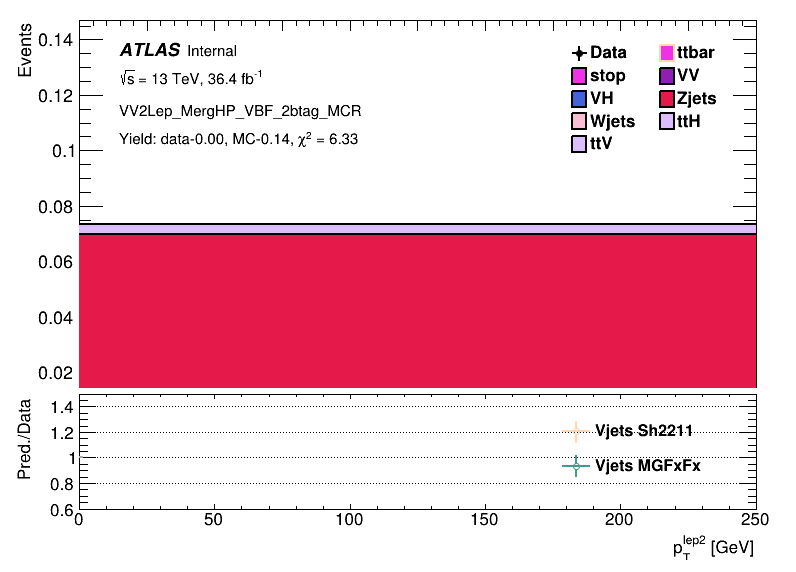 Events
0.14
0.12
0.1
0.08
0.06
0.04
0.02
ATLAS Internal
√s = 13 TeV, 36.4 fb⁻¹
VV2Lep_MergHP_VBF_2btag_MCR
Yield: data-0.00, MC-0.14, χ² = 6.33
Data
ttbar
stop
VV
VH
Zjets
Wjets
ttH
ttV
Pred./Data
1.4
1.2
1
0.8
0.6
Vjets Sh2211
Vjets MGFxFx
0 50 100 150 200 250
p_T^lep2 [GeV]